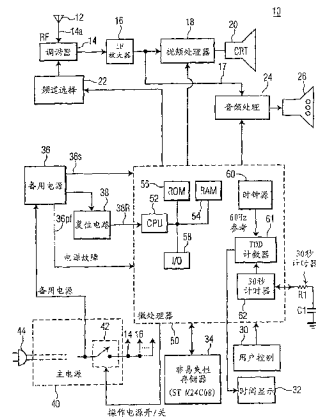 10
12
14a
RF
14
调谐器
16
IF
放大器
18
视频处理器
20
CRT
17
22
频道选择
24
音频处理
26
36
备用电源
36s
36pf
38
复位电路
38R
56
ROM
RAM
52
CPU
54
I/O
58
60
时钟源
60Hz
参考
61
TOD
计数器
30秒
计时器
62
30秒
计时器
R1
C1
电源故障
备用电源
微处理器
50
34
非易失性
存储器
(ST M24C08)
30
用户控制
时间显示
32
44
42
14
16
主电源
40
操作电源开/关